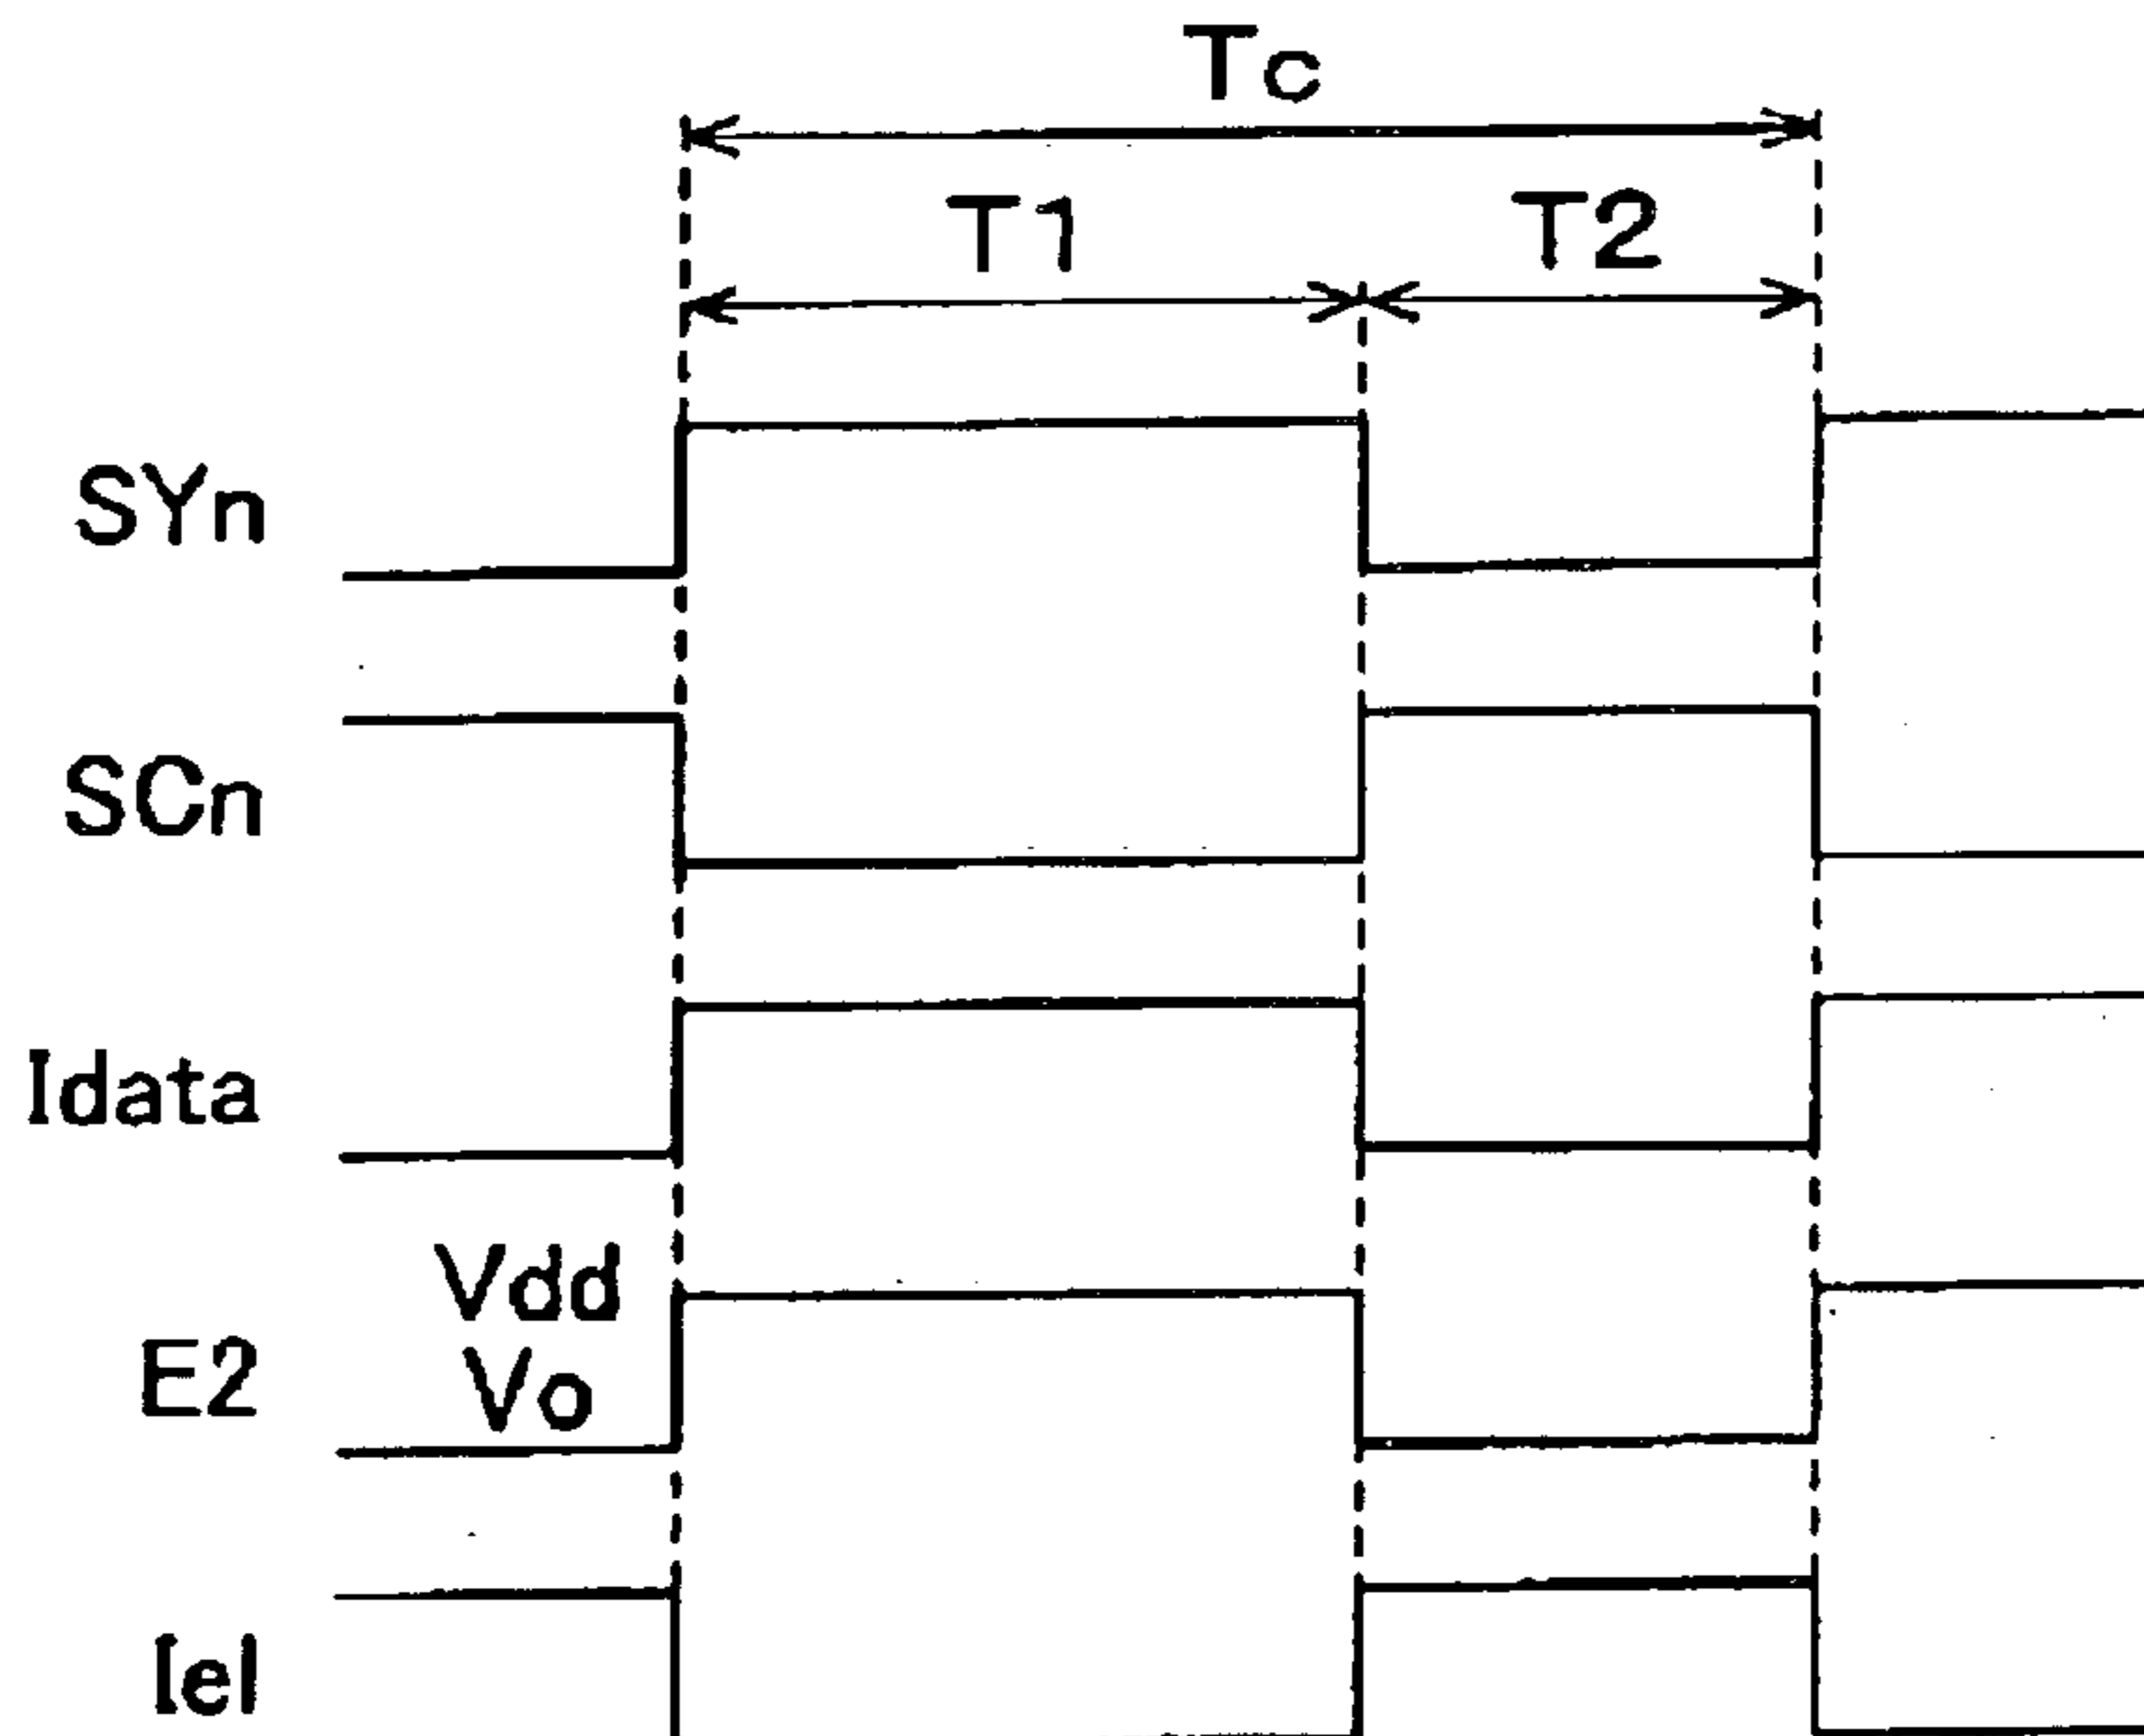 Tc
T1 T2
SYn
SCn
Idata
Vdd
E2 Vo
Iel